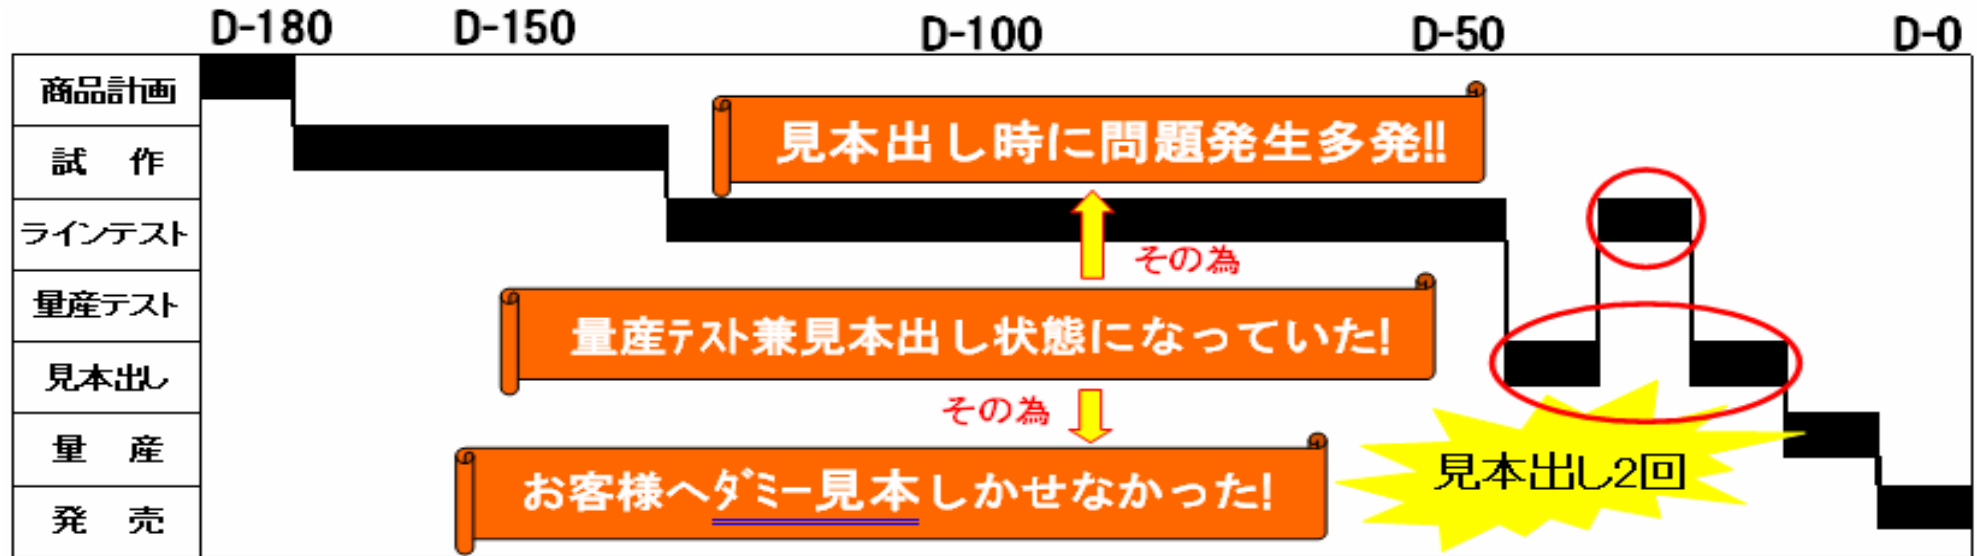 D-180 D-150 D-100 D-50 D-0
商品計画
見本出し時に問題発生多発!!
試　作
ラインテスト
その為
量産テスト
量産ﾃｽﾄ兼見本出し状態になっていた!
見本出し
その為
量　産
見本出し2回
お客様へﾀﾞﾐｰ見本しかせなかった!
発　売